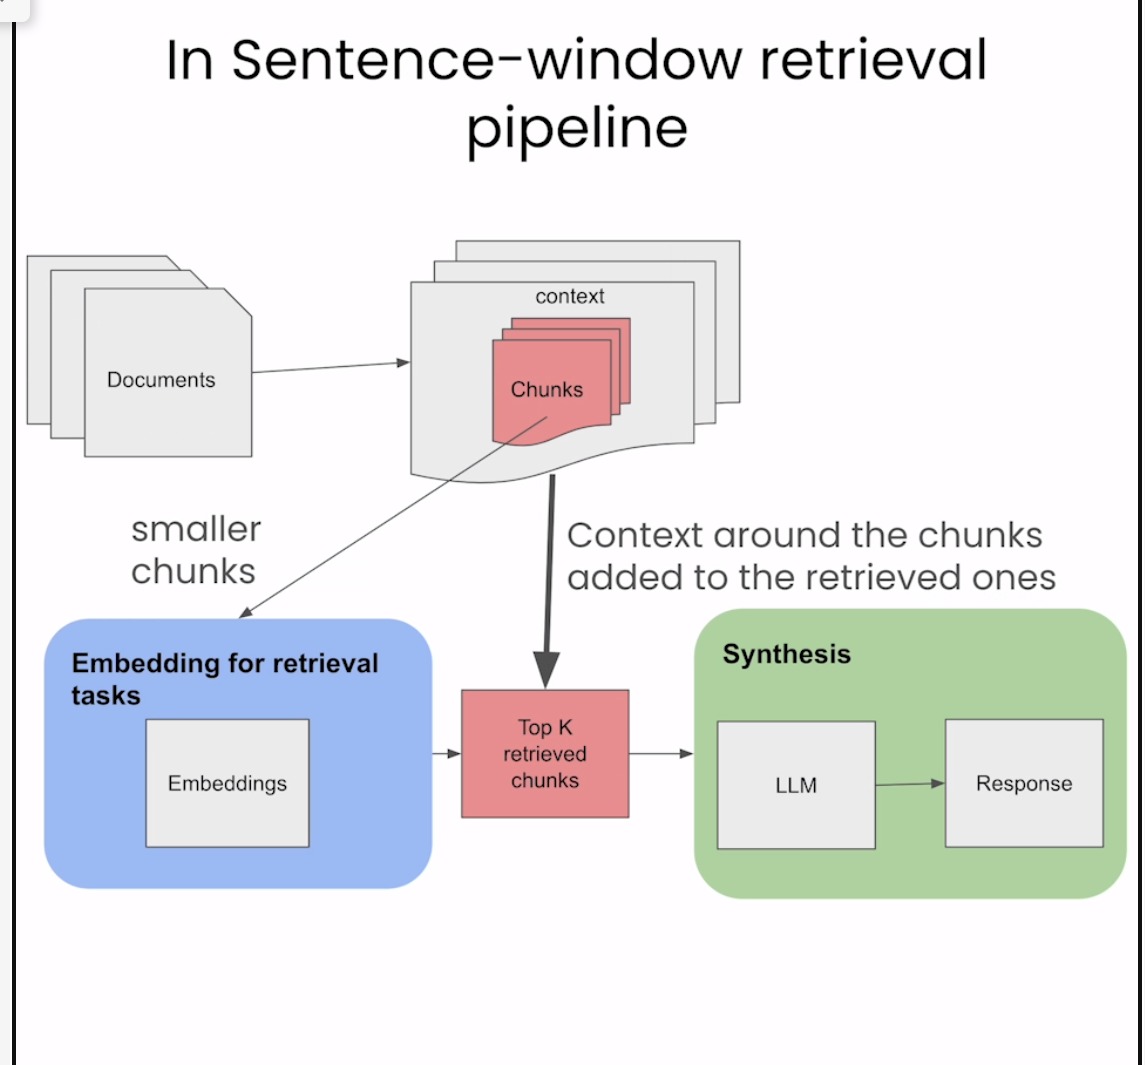 In Sentence-window retrieval
pipeline
context
Documents
Chunks
smaller
chunks
Context around the chunks
added to the retrieved ones
Embedding for retrieval
tasks
Embeddings
Top K
retrieved
chunks
Synthesis
LLM
Response